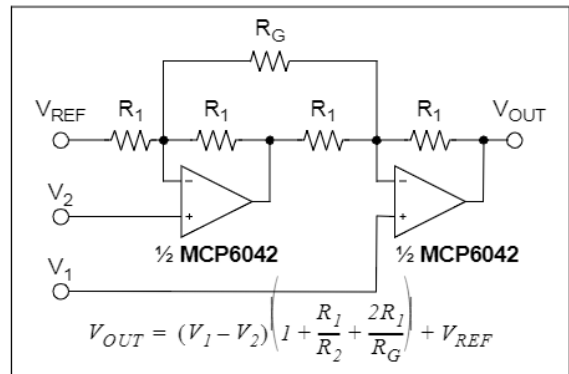 R_G
V_REF R_1 R_1 R_1 R_1 V_OUT
V_2
½ MCP6042 ½ MCP6042
V_1
V_OUT = (V_1 – V_2)(1 + R_1/R_2 + 2R_1/R_G) + V_REF